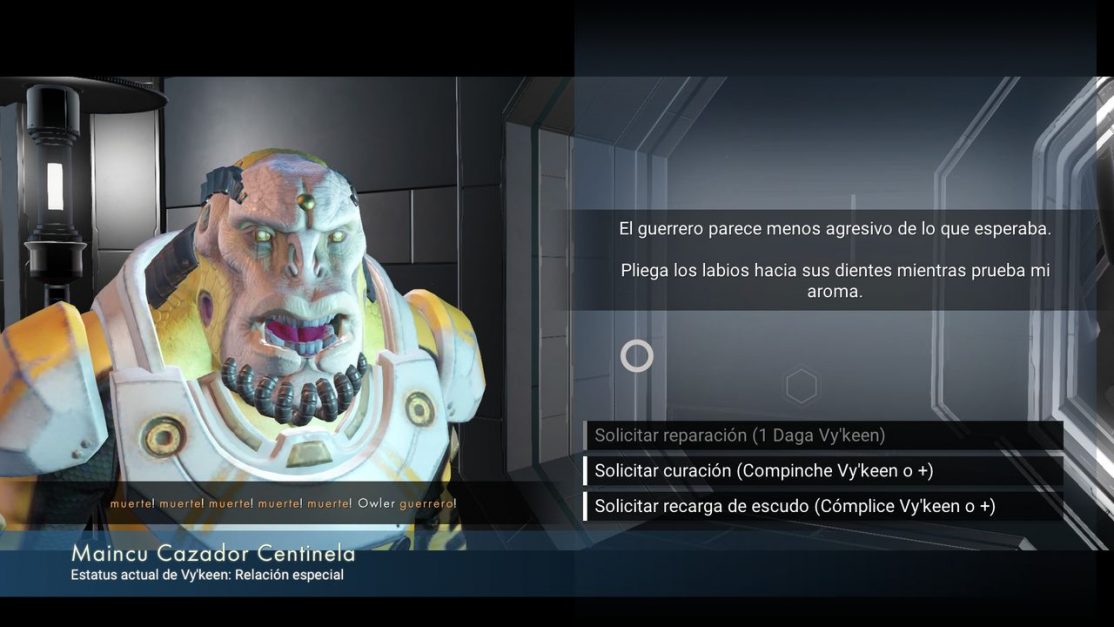 El guerrero parece menos agresivo de lo que esperaba.
Pliega los labios hacia sus dientes mientras prueba mi
aroma.
Solicitar reparación (1 Daga Vy'keen)
Solicitar curación (Compinche Vy'keen o +)
Solicitar recarga de escudo (Cómplice Vy'keen o +)
muerte! muerte! muerte! muerte! muerte! Owler guerrero!
Maincu Cazador Centinela
Estatus actual de Vy'keen: Relación especial